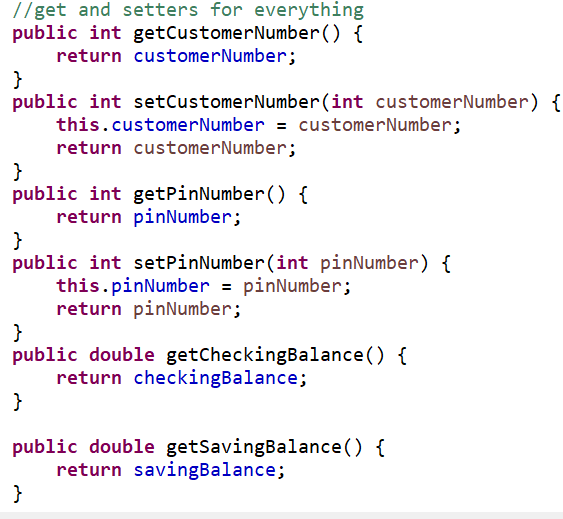 //get and setters for everything
public int getCustomerNumber() {
    return customerNumber;
}
public int setCustomerNumber(int customerNumber) {
    this.customerNumber = customerNumber;
    return customerNumber;
}
public int getPinNumber() {
    return pinNumber;
}
public int setPinNumber(int pinNumber) {
    this.pinNumber = pinNumber;
    return pinNumber;
}
public double getCheckingBalance() {
    return checkingBalance;
}

public double getSavingBalance() {
    return savingBalance;
}